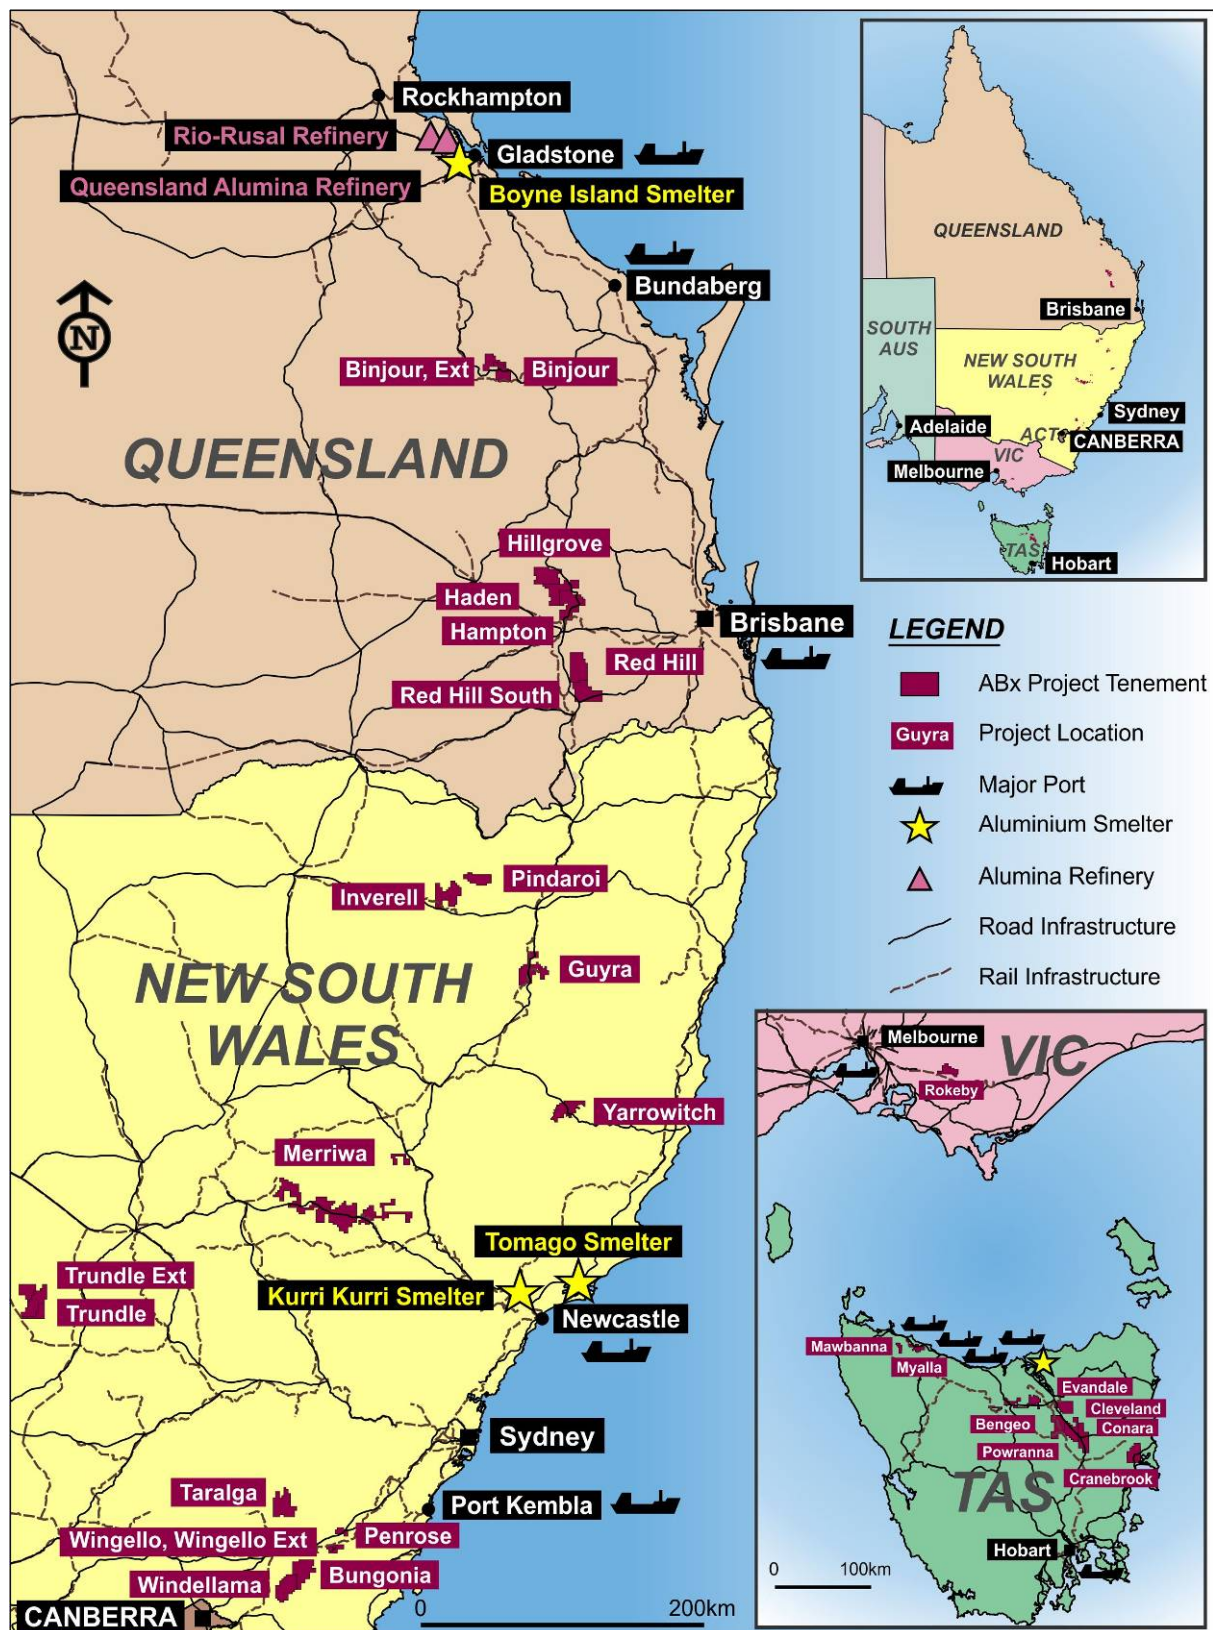 Rockhampton
Rio-Rusal Refinery
Gladstone
Queensland Alumina Refinery
Boyne Island Smelter
Bundaberg
N
Binjour, Ext
Binjour
QUEENSLAND
Hillgrove
Haden
Hampton
Brisbane
Red Hill
Red Hill South
Pindaroi
Inverell
Guyra
NEW SOUTH
WALES
Yarrowitch
Merriwa
Tomago Smelter
Trundle Ext
Kurri Kurri Smelter
Trundle
Newcastle
Sydney
Taralga
Port Kembla
Wingello, Wingello Ext
Penrose
Windellama
Bungonia
CANBERRA
0
200km
QUEENSLAND
Brisbane
SOUTH
AUS
NEW SOUTH
WALES
Sydney
Adelaide
ACT
CANBERRA
VIC
Melbourne
TAS
Hobart
LEGEND
ABx Project Tenement
Guyra
Project Location
Major Port
Aluminium Smelter
Alumina Refinery
Road Infrastructure
Rail Infrastructure
Melbourne
VIC
Rokeby
Mawbanna
Myalla
Evandale
Cleveland
Bengeo
Conara
Powranna
Cranebrook
TAS
Hobart
0
100km